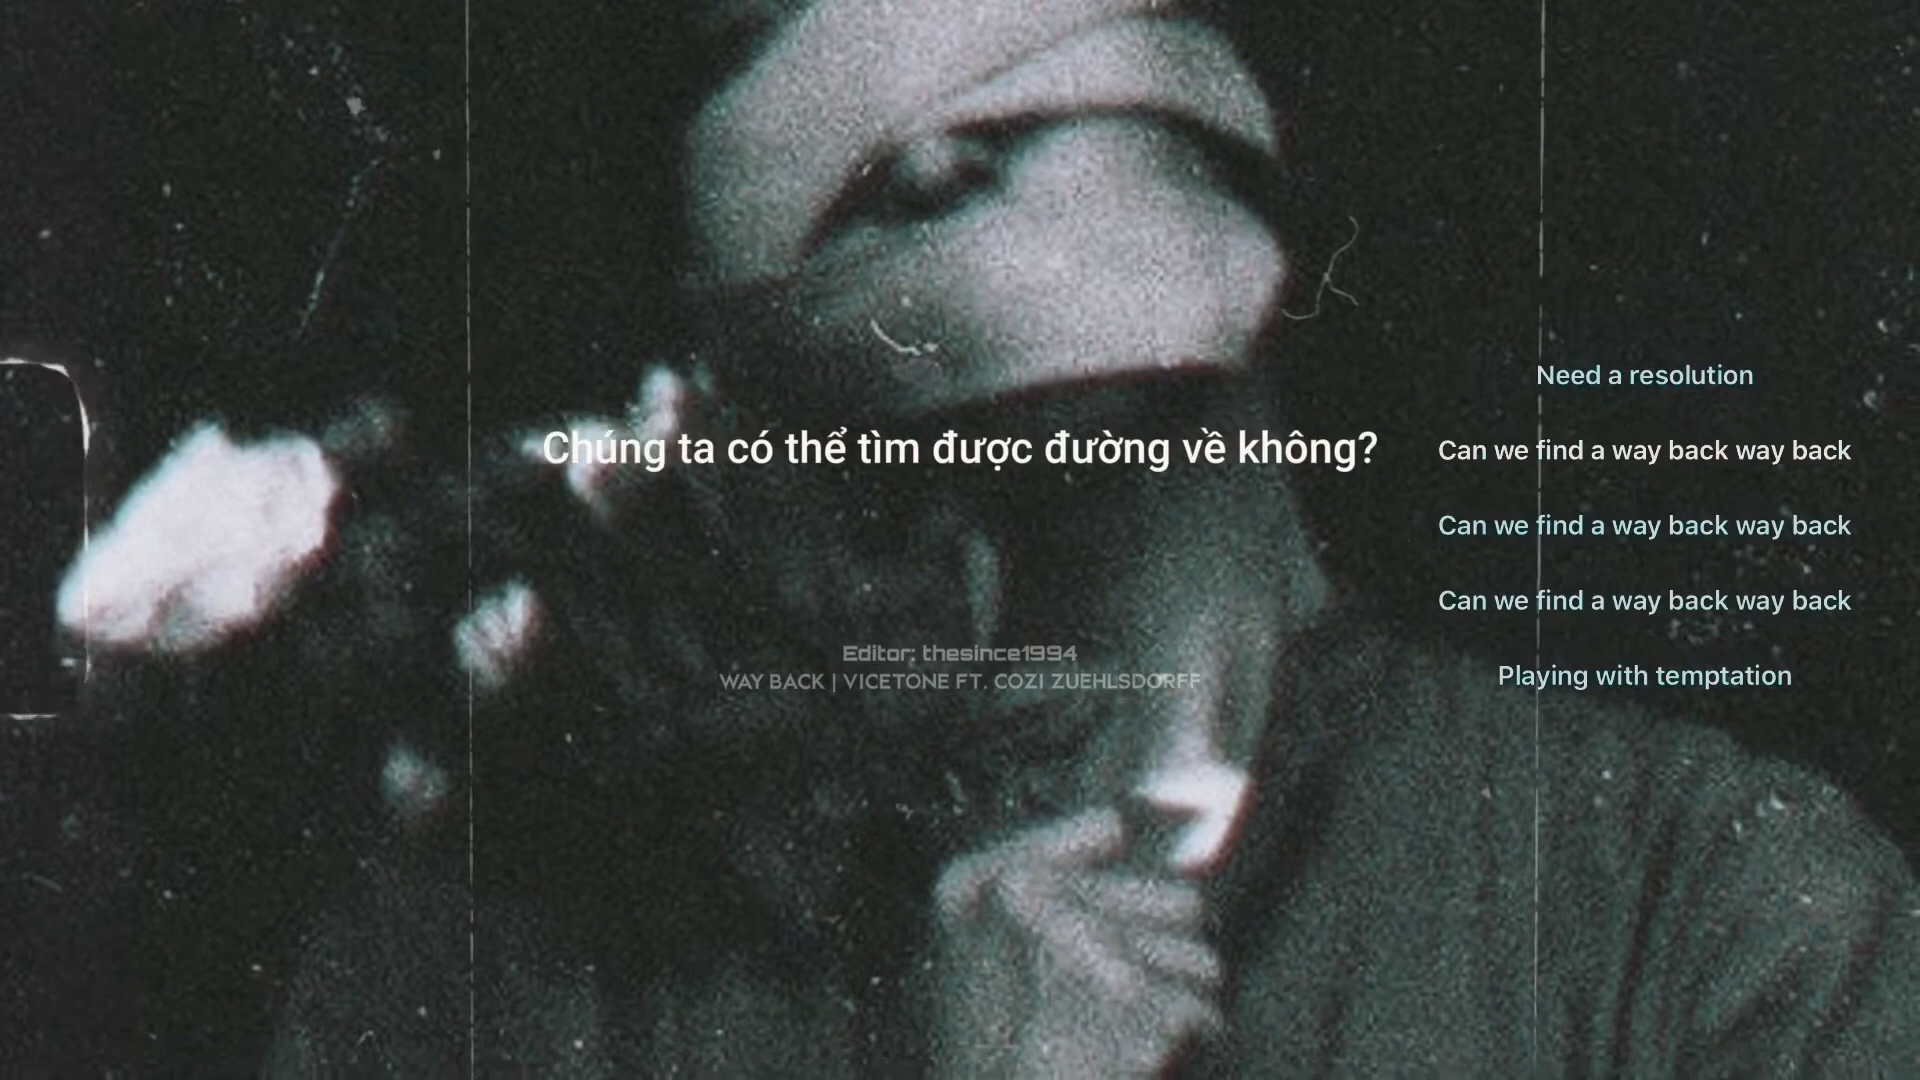 Need a resolution
Chúng ta có thể tìm được đường về không?
Can we find a way back way back
Can we find a way back way back
Can we find a way back way back
Editor: thesince1994
WAY BACK | VICETONE FT. COZI ZUEHLSDORFF
Playing with temptation